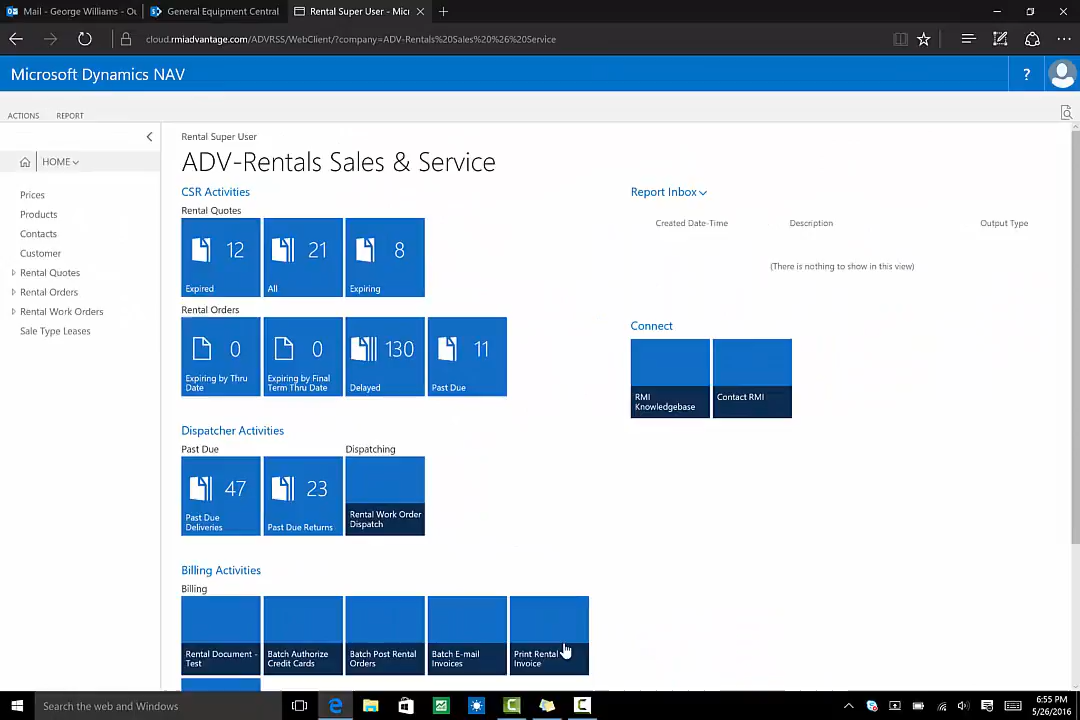 Mail - George Williams - Ou
General Equipment Central
Rental Super User - Micr
cloud.rmiadvantage.com/ADVRSS/WebClient/?company=ADV-Rentals%20Sales%20%26%20Service
Microsoft Dynamics NAV
?
ACTIONS
REPORT
HOME
Prices
Products
Contacts
Customer
Rental Quotes
Rental Orders
Rental Work Orders
Sale Type Leases
Rental Super User
ADV-Rentals Sales & Service
CSR Activities
Rental Quotes
12
Expired
21
All
8
Expiring
Rental Orders
0
Expiring by Thru
Date
0
Expiring by Final
Term Thru Date
130
Delayed
11
Past Due
Dispatcher Activities
Past Due
Dispatching
47
Past Due
Deliveries
23
Past Due Returns
Rental Work Order
Dispatch
Billing Activities
Billing
Rental Document -
Test
Batch Authorize
Credit Cards
Batch Post Rental
Orders
Batch E-mail
Invoices
Print Rental
Invoice
Report Inbox
Created Date-Time
Description
Output Type
(There is nothing to show in this view)
Connect
RMI
Knowledgebase
Contact RMI
Search the web and Windows
6:55 PM
5/26/2016